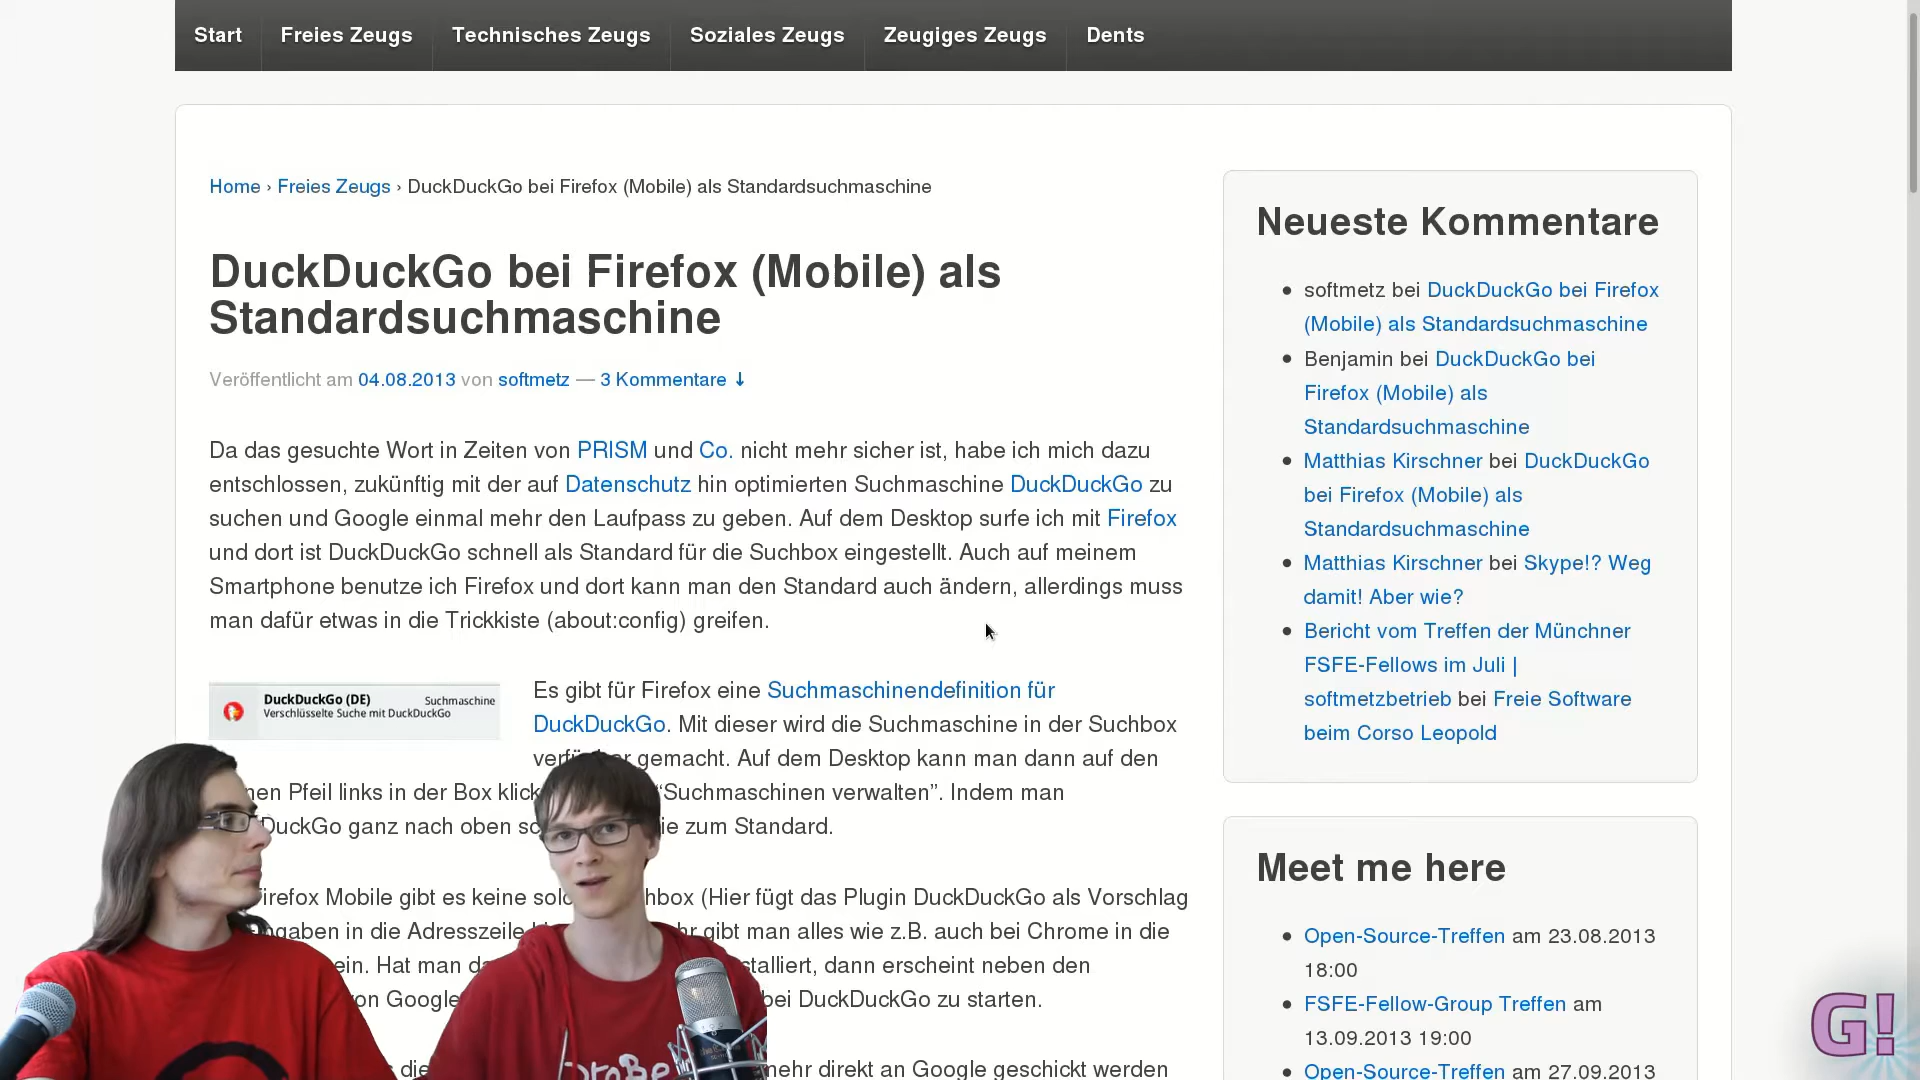 Start Freies Zeugs Technisches Zeugs Soziales Zeugs Zeugiges Zeugs Dents
Home › Freies Zeugs › DuckDuckGo bei Firefox (Mobile) als Standardsuchmaschine
DuckDuckGo bei Firefox (Mobile) als
Standardsuchmaschine
Veröffentlicht am 04.08.2013 von softmetz — 3 Kommentare ↓
Da das gesuchte Wort in Zeiten von PRISM und Co. nicht mehr sicher ist, habe ich mich dazu
entschlossen, zukünftig mit der auf Datenschutz hin optimierten Suchmaschine DuckDuckGo zu
suchen und Google einmal mehr den Laufpass zu geben. Auf dem Desktop surfe ich mit Firefox
und dort ist DuckDuckGo schnell als Standard für die Suchbox eingestellt. Auch auf meinem
Smartphone benutze ich Firefox und dort kann man den Standard auch ändern, allerdings muss
man dafür etwas in die Trickkiste (about:config) greifen.
DuckDuckGo (DE) Suchmaschine
Verschlüsselte Suche mit DuckDuckGo
Es gibt für Firefox eine Suchmaschinendefinition für
DuckDuckGo. Mit dieser wird die Suchmaschine in der Suchbox
gemacht. Auf dem Desktop kann man dann auf den
Pfeil links in der Box “Suchmaschinen verwalten”. Indem man
DuckGo ganz nach oben zum Standard.
Firefox Mobile gibt es keine (Hier fügt das Plugin DuckDuckGo als Vorschlag
in die Adresszeile gibt man alles wie z.B. auch bei Chrome in die
ein. Hat man dann erscheint neben den
von Google bei DuckDuckGo zu starten.
mehr direkt an Google geschickt werden
Neueste Kommentare
softmetz bei DuckDuckGo bei Firefox
(Mobile) als Standardsuchmaschine
Benjamin bei DuckDuckGo bei
Firefox (Mobile) als
Standardsuchmaschine
Matthias Kirschner bei DuckDuckGo
bei Firefox (Mobile) als
Standardsuchmaschine
Matthias Kirschner bei Skype!? Weg
damit! Aber wie?
Bericht vom Treffen der Münchner
FSFE-Fellows im Juli |
softmetzbetrieb bei Freie Software
beim Corso Leopold
Meet me here
Open-Source-Treffen am 23.08.2013
18:00
FSFE-Fellow-Group Treffen am
13.09.2013 19:00
Open-Source-Treffen am 27.09.2013
G!